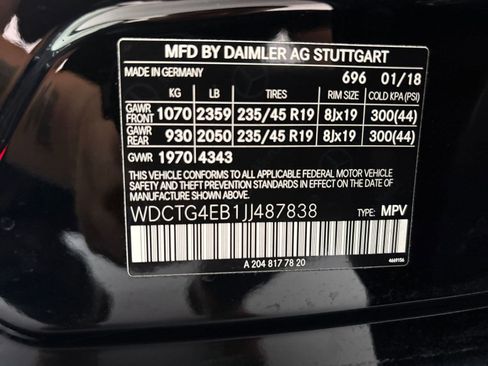 MFD BY DAIMLER AG STUTTGART
MADE IN GERMANY 696 01/18
KG LB TIRES RIM SIZE COLD KPA (PSI)
GAWR FRONT 1070 2359 235/45 R19 8Jx19 300(44)
GAWR REAR 930 2050 235/45 R19 8Jx19 300(44)
GVWR 1970 4343
THIS VEHICLE CONFORMS TO ALL APPLICABLE FEDERAL MOTOR VEHICLE
SAFETY, BUMPER, AND THEFT PREVENTION STANDARDS IN EFFECT ON THE DATE
OF MANUFACTURE SHOWN ABOVE.
WDCTG4EB1JJ487838 TYPE: MPV
A 204 817 78 20 4669156